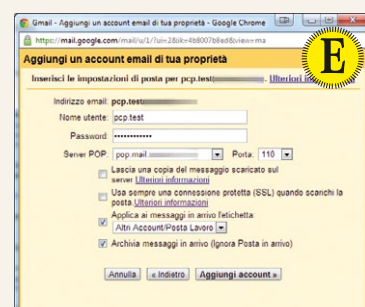 Gmail - Aggiungi un account email di tua proprietà - Google Chrome
https://mail.google.com/mail/u/1/?ui=2&ik=4b8007b8ed&view=ma
Aggiungi un account email di tua proprietà
E
Inserisci le impostazioni di posta per pcp.test( . Ulteriori
Indirizzo email: pcp.test
Nome utente: pcp.test
Password:
Server POP: pop.mail. Porta: 110
Lascia una copia del messaggio scaricato sul
server. Ulteriori informazioni
Usa sempre una connessione protetta (SSL) quando scarichi la
posta. Ulteriori informazioni
Applica ai messaggi in arrivo l'etichetta:
Altri Account/Posta Lavoro
Archivia messaggi in arrivo (Ignora Posta in arrivo)
Annulla « Indietro Aggiungi account »